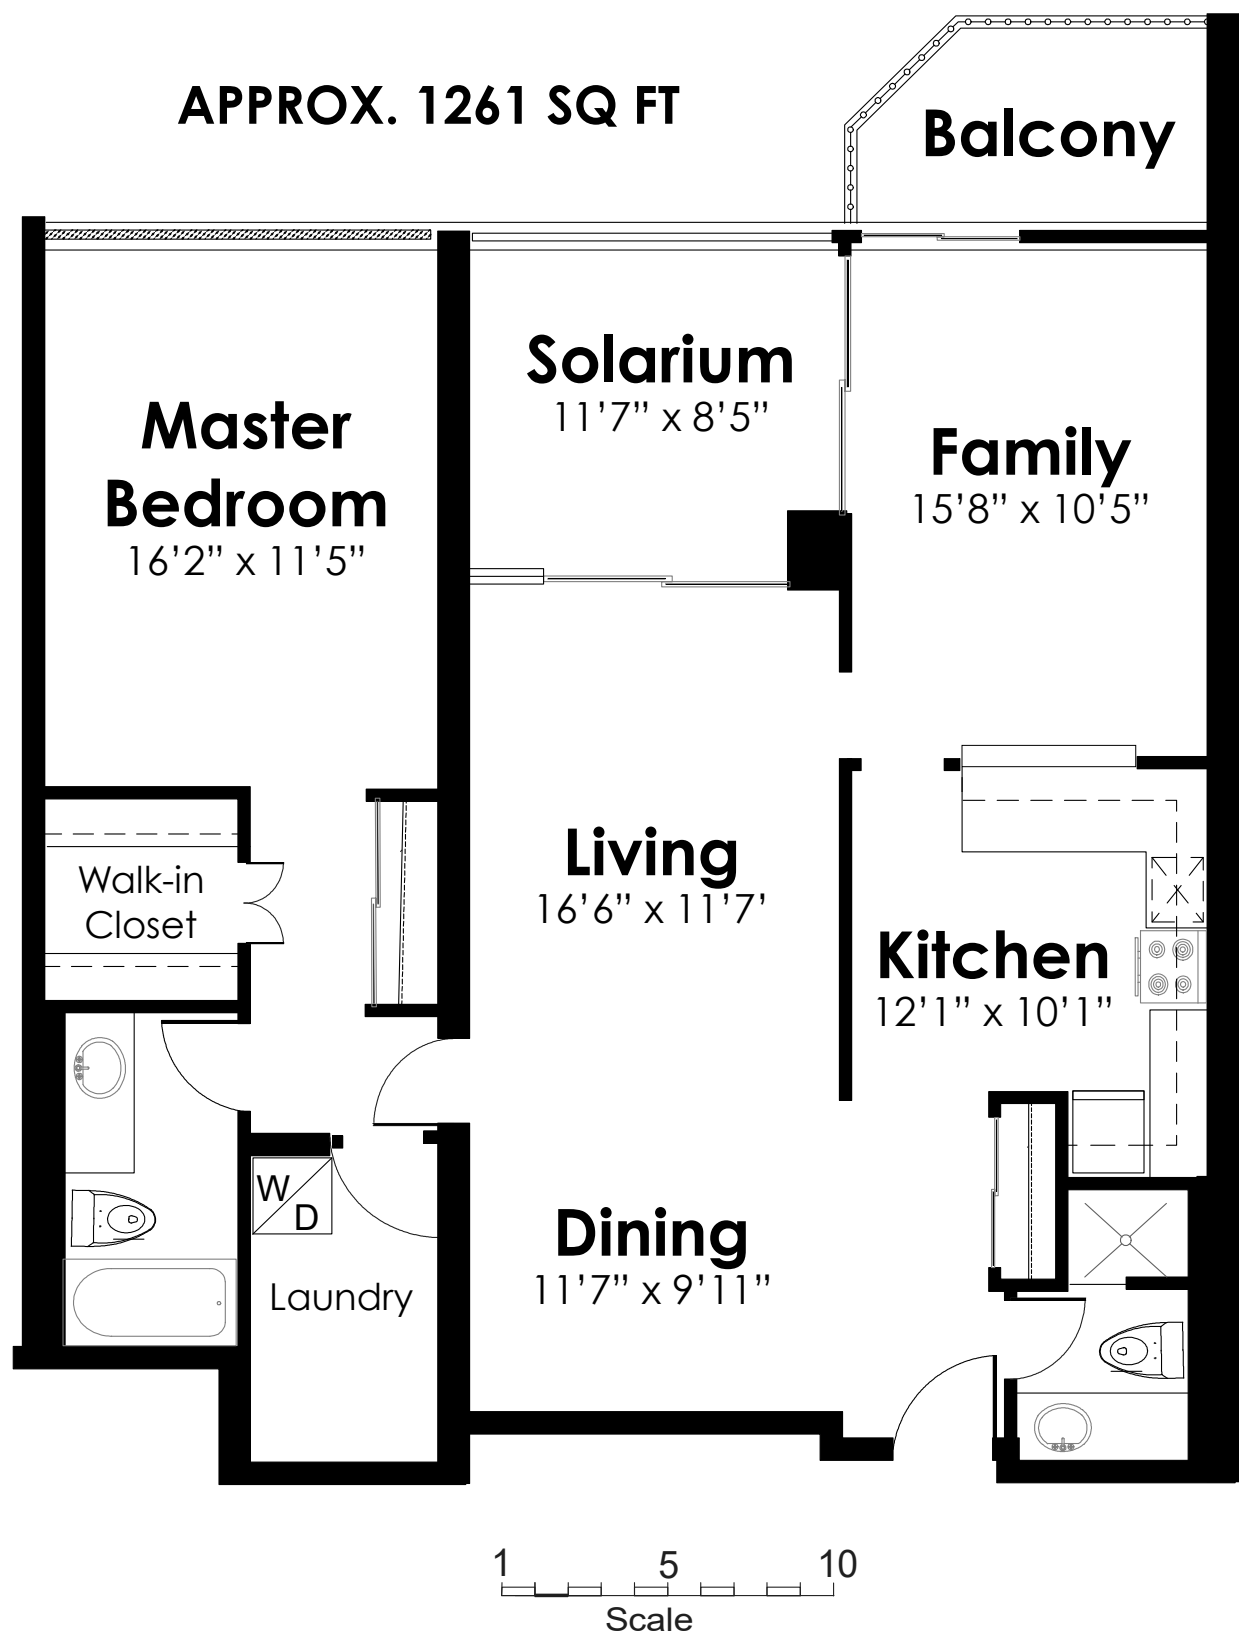 APPROX. 1261 SQ FT
Balcony
Solarium
11’7” x 8’5”
Master
Bedroom
16’2” x 11’5”
Family
15’8” x 10’5”
Living
16’6” x 11’7’
Walk-in
Closet
Kitchen
12’1” x 10’1”
W
D
Dining
11’7” x 9’11”
Laundry
1 5 10
Scale